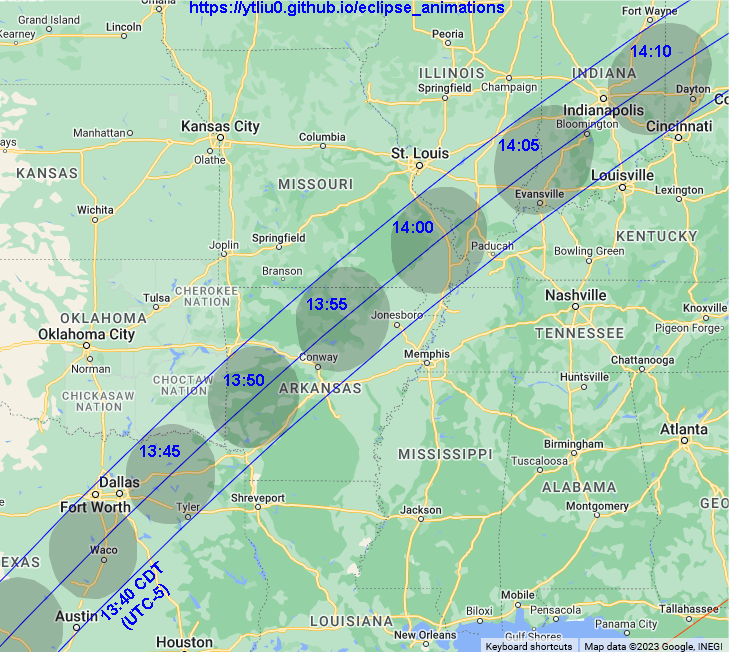 https://ytliu0.github.io/eclipse_animations
Omaha
Grand Island
Kearney
Lincoln
Peoria
Fort Wayne
14:10
ILLINOIS
INDIANA
Springfield
Champaign
Dayton
Indianapolis
Kansas City
Manhattan
Columbia
Bloomington
Cincinnati
ays
Olathe
St. Louis
14:05
KANSAS
MISSOURI
Louisville
Wichita
Evansville
Lexington
14:00
Joplin
Springfield
Paducah
KENTUCKY
Branson
Bowling Green
CHEROKEE
NATION
Tulsa
13:55
Nashville
OKLAHOMA
Jonesboro
Knoxville
Oklahoma City
Pigeon Forge
TENNESSEE
Norman
Conway
Memphis
Chattanooga
CHOCTAW
NATION
13:50
ARKANSAS
Huntsville
CHICKASAW
NATION
Atlanta
13:45
MISSISSIPPI
Birmingham
Tuscaloosa
Dallas
ALABAMA
Fort Worth
Tyler
Shreveport
Jackson
Montgomery
GEO
Waco
EXAS
13:40 CDT
(UTC-5)
Austin
LOUISIANA
Mobile
Biloxi
Pensacola
Tallahassee
Panama City
Houston
New Orleans
Gulf Shores
Keyboard shortcuts
Map data ©2023 Google, INEGI